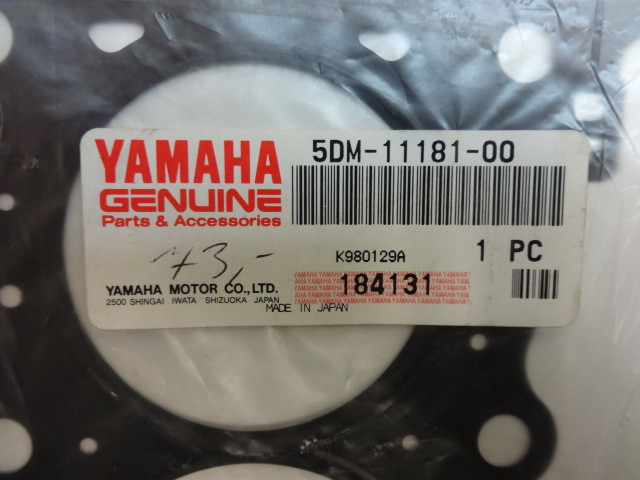 YAMAHA
GENUINE
Parts & Accessories
5DM-11181-00
43,-
K980129A
1 PC
YAMAHA MOTOR CO.,LTD.
2500 SHINGAI IWATA SHIZUOKA JAPAN
184131
MADE IN JAPAN